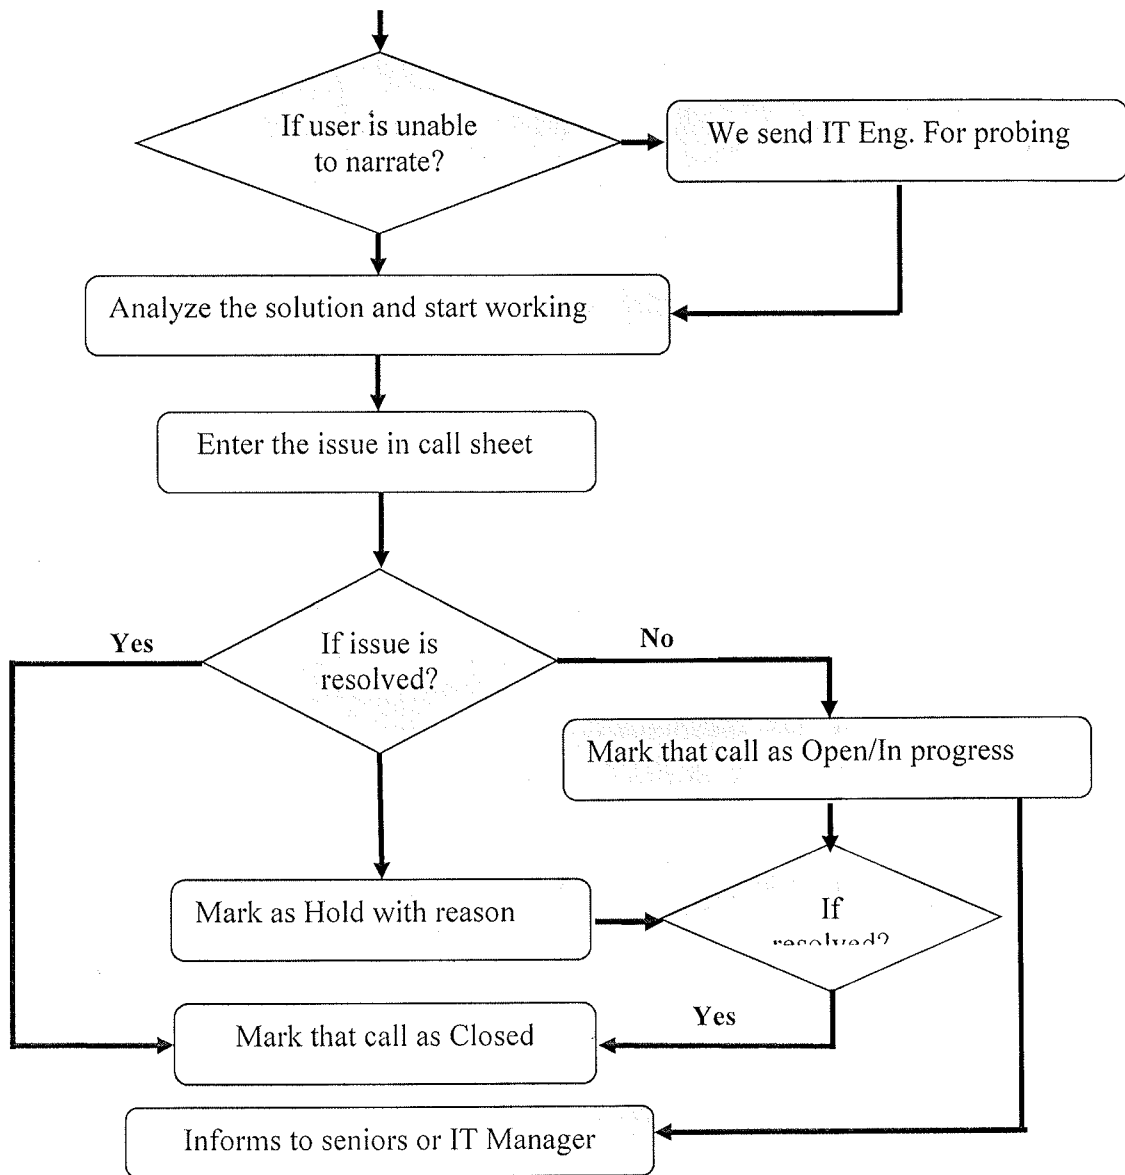 If user is unable
to narrate?
We send IT Eng. For probing
Analyze the solution and start working
Enter the issue in call sheet
Yes
If issue is
resolved?
No
Mark that call as Open/In progress
Mark as Hold with reason
If
resolved?
Mark that call as Closed
Yes
Informs to seniors or IT Manager